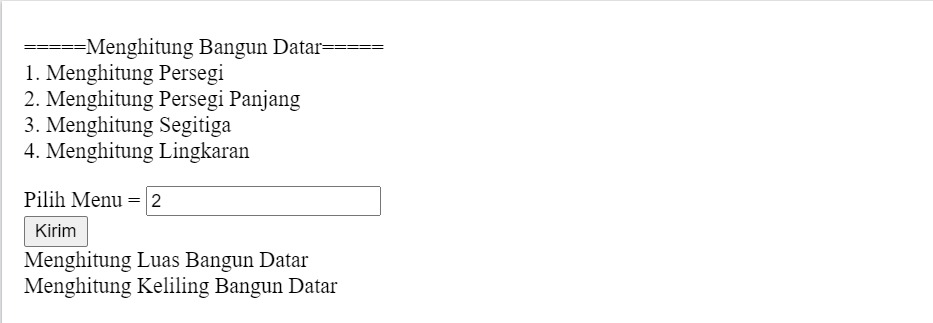 =====Menghitung Bangun Datar=====
1. Menghitung Persegi
2. Menghitung Persegi Panjang
3. Menghitung Segitiga
4. Menghitung Lingkaran
Pilih Menu = 2
Kirim
Menghitung Luas Bangun Datar
Menghitung Keliling Bangun Datar